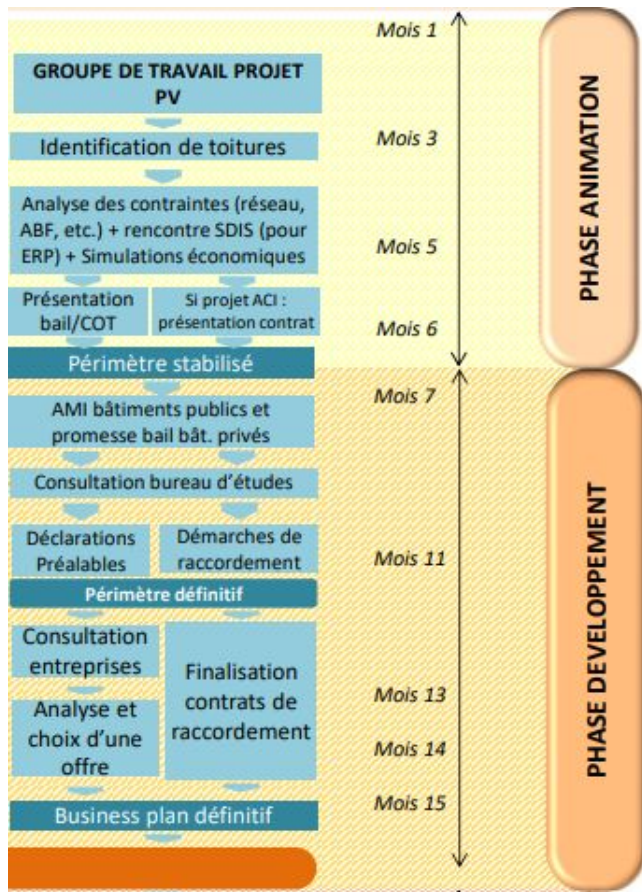 GROUPE DE TRAVAIL PROJET
PV
Identification de toitures
Analyse des contraintes (réseau,
ABF, etc.) + rencontre SDIS (pour
ERP) + Simulations économiques
Présentation
bail/COT
Si projet ACI :
présentation contrat
Périmètre stabilisé
AMI bâtiments publics et
promesse bail bât. privés
Consultation bureau d'études
Déclarations
Préalables
Démarches de
raccordement
Périmètre définitif
Consultation
entreprises
Analyse et
choix d'une
offre
Finalisation
contrats de
raccordement
Business plan définitif
Mois 1
Mois 3
Mois 5
Mois 6
Mois 7
Mois 11
Mois 13
Mois 14
Mois 15
PHASE ANIMATION
PHASE DEVELOPPEMENT